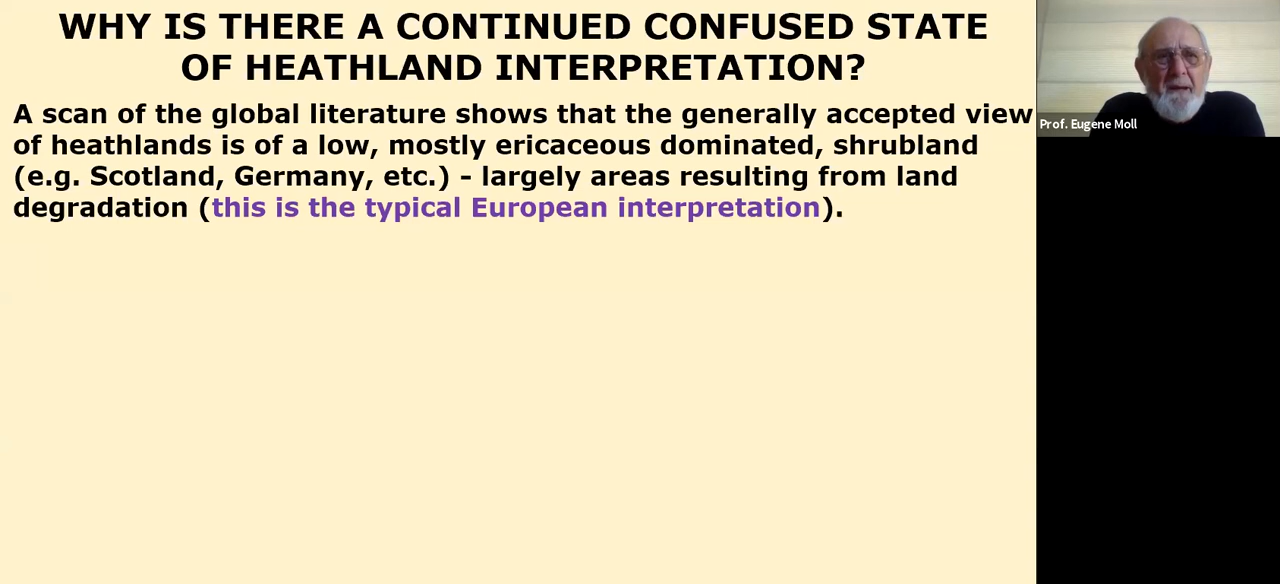 WHY IS THERE A CONTINUED CONFUSED STATE
OF HEATHLAND INTERPRETATION?
A scan of the global literature shows that the generally accepted view
of heathlands is of a low, mostly ericaceous dominated, shrubland
(e.g. Scotland, Germany, etc.) - largely areas resulting from land
degradation (this is the typical European interpretation).
Prof. Eugene Moll